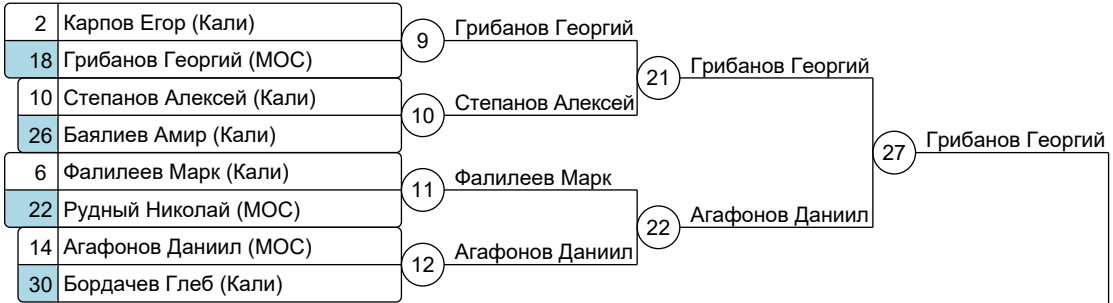 2 Карпов Егор (Кали)
18 Грибанов Георгий (МОС)
9
Грибанов Георгий
10 Степанов Алексей (Кали)
26 Баялиев Амир (Кали)
10
Степанов Алексей
21
Грибанов Георгий
6 Фалилеев Марк (Кали)
22 Рудный Николай (МОС)
11
Фалилеев Марк
14 Агафонов Даниил (МОС)
30 Бордачев Глеб (Кали)
12
Агафонов Даниил
22
Агафонов Даниил
27
Грибанов Георгий